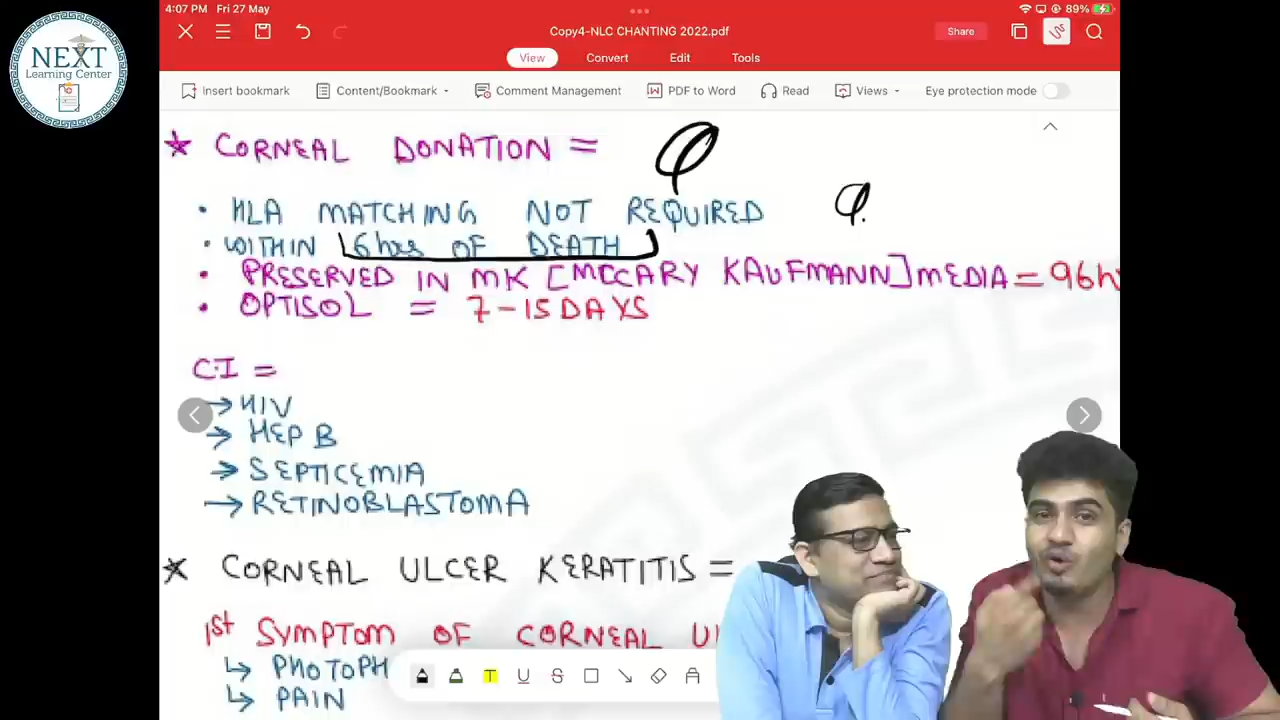 4:07 PM Fri 27 May
89%
NEXT
Learning Center
Copy4-NLC CHANTING 2022.pdf
Share
View Convert Edit Tools
Insert bookmark Content/Bookmark Comment Management PDF to Word Read Views Eye protection mode
★ CORNEAL DONATION =
• HLA MATCHING NOT REQUIRED
• WITHIN 6 hrs OF DEATH
• PRESERVED IN MK [MCCARY KAUFMANN] MEDIA = 96h
• OPTISOL = 7-15 DAYS
CI =
→ HIV
→ HEP B
→ SEPTICEMIA
→ RETINOBLASTOMA
★ CORNEAL ULCER KERATITIS =
1st SYMPTOM OF CORNEAL U
↳ PHOTOPH
↳ PAIN